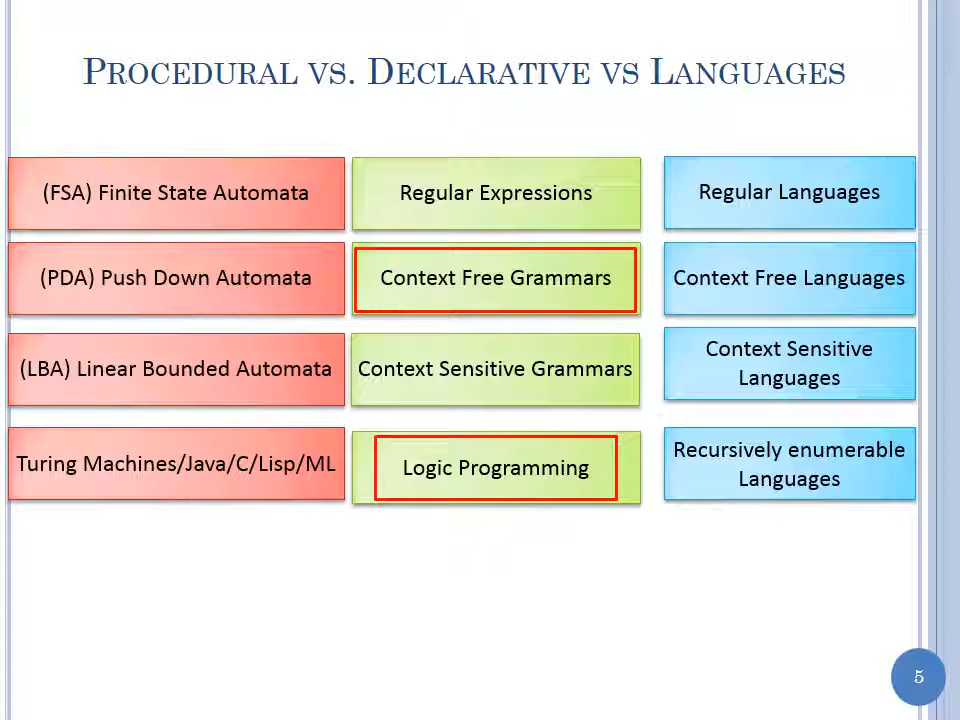 PROCEDURAL VS. DECLARATIVE VS LANGUAGES
(FSA) Finite State Automata
Regular Expressions
Regular Languages
(PDA) Push Down Automata
Context Free Grammars
Context Free Languages
(LBA) Linear Bounded Automata
Context Sensitive Grammars
Context Sensitive
Languages
Turing Machines/Java/C/Lisp/ML
Logic Programming
Recursively enumerable
Languages
5